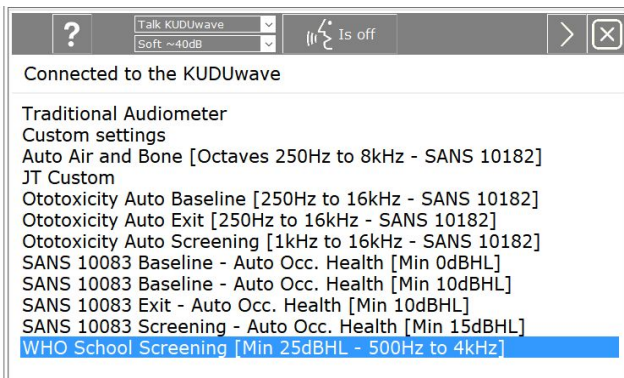 ?
Talk KUDUwave
Soft ~40dB
Is off
Connected to the KUDUwave
Traditional Audiometer
Custom settings
Auto Air and Bone [Octaves 250Hz to 8kHz - SANS 10182]
JT Custom
Ototoxicity Auto Baseline [250Hz to 16kHz - SANS 10182]
Ototoxicity Auto Exit [250Hz to 16kHz - SANS 10182]
Ototoxicity Auto Screening [1kHz to 16kHz - SANS 10182]
SANS 10083 Baseline - Auto Occ. Health [Min 0dBHL]
SANS 10083 Baseline - Auto Occ. Health [Min 10dBHL]
SANS 10083 Exit - Auto Occ. Health [Min 10dBHL]
SANS 10083 Screening - Auto Occ. Health [Min 15dBHL]
WHO School Screening [Min 25dBHL - 500Hz to 4kHz]